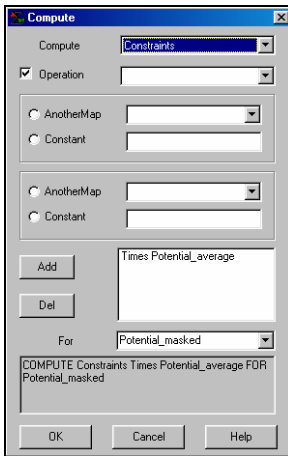 Compute
Compute Constraints
Operation
AnotherMap
Constant
AnotherMap
Constant
Add
Times Potential_average
Del
For Potential_masked
COMPUTE Constraints Times Potential_average FOR
Potential_masked
OK Cancel Help